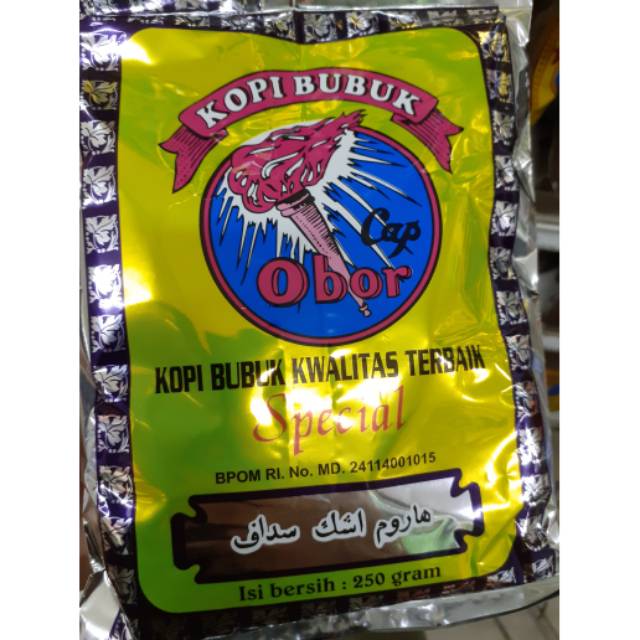 KOPI BUBUK
Cap
Obor
KOPI BUBUK KWALITAS TERBAIK
Special
BPOM RI. No. MD. 24114001015
هاروم اشك سداف
Isi bersih : 250 gram